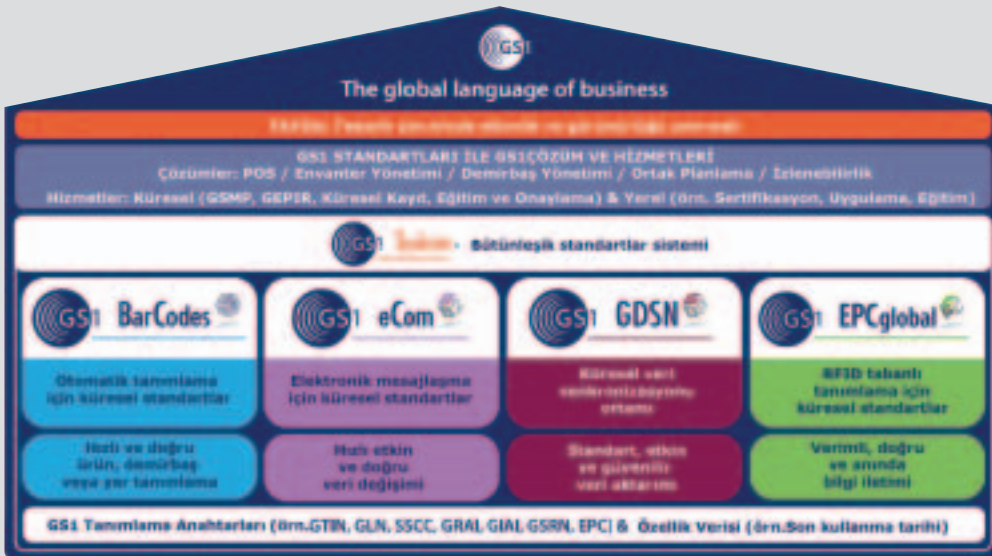 GS1
The global language of business
GS1 STANDARTLARI İLE GS1ÇÖZÜM VE HİZMETLERİ
Çözümler: POS / Envanter Yönetimi / Demirbaş Yönetimi / Ortak Planlama / İzlenebilirlik
Hizmetler: Küresel (GSMP, GEPIR, Küresel Kayıt, Eğitim ve Onaylama) & Yerel (örn. Sertifikasyon, Uygulama, Eğitim)
GS1 Bütünleşik standartlar sistemi
GS1 BarCodes
Otomatik tanımlama
için küresel standartlar
Hızlı ve doğru
ürün, demirbaş
veya yer tanımlama
GS1 eCom
Elektronik mesajlaşma
için küresel standartlar
Hızlı etkin
ve doğru
veri değişimi
GS1 GDSN
Küresel veri
senkronizasyonu
ortamı
Standart, etkin
ve güvenilir
veri aktarımı
GS1 EPCglobal
RFID tabanlı
tanımlama için
küresel standartlar
Verimli, doğru
ve anında
bilgi iletimi
GS1 Tanımlama Anahtarları (örn.GTIN, GLN, SSCC, GRAI, GIAI, GSRN, EPC) & Özellik Verisi (örn.Son kullanma tarihi)